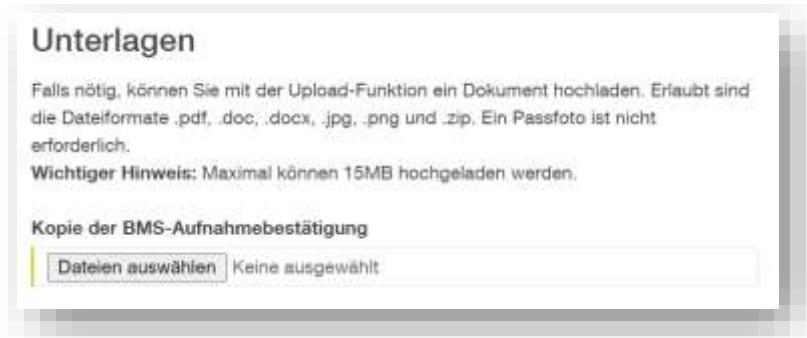 Unterlagen
Falls nötig, können Sie mit der Upload-Funktion ein Dokument hochladen. Erlaubt sind
die Dateiformate .pdf, .doc, .docx, .jpg, .png und .zip. Ein Passfoto ist nicht
erforderlich.
Wichtiger Hinweis: Maximal können 15MB hochgeladen werden.
Kopie der BMS-Aufnahmebestätigung
Dateien auswählen Keine ausgewählt